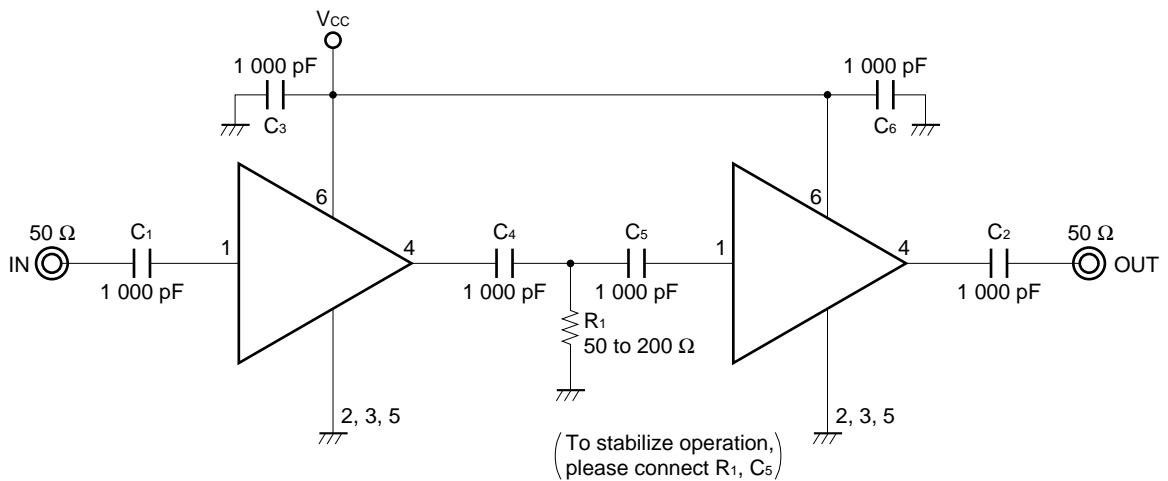 VCC
1 000 pF
C3
1 000 pF
C6
6
6
50 Ω
IN
C1
1 000 pF
1
4
C4
1 000 pF
C5
1 000 pF
1
4
C2
1 000 pF
50 Ω
OUT
R1
50 to 200 Ω
2, 3, 5
2, 3, 5
(To stabilize operation,
please connect R1, C5)